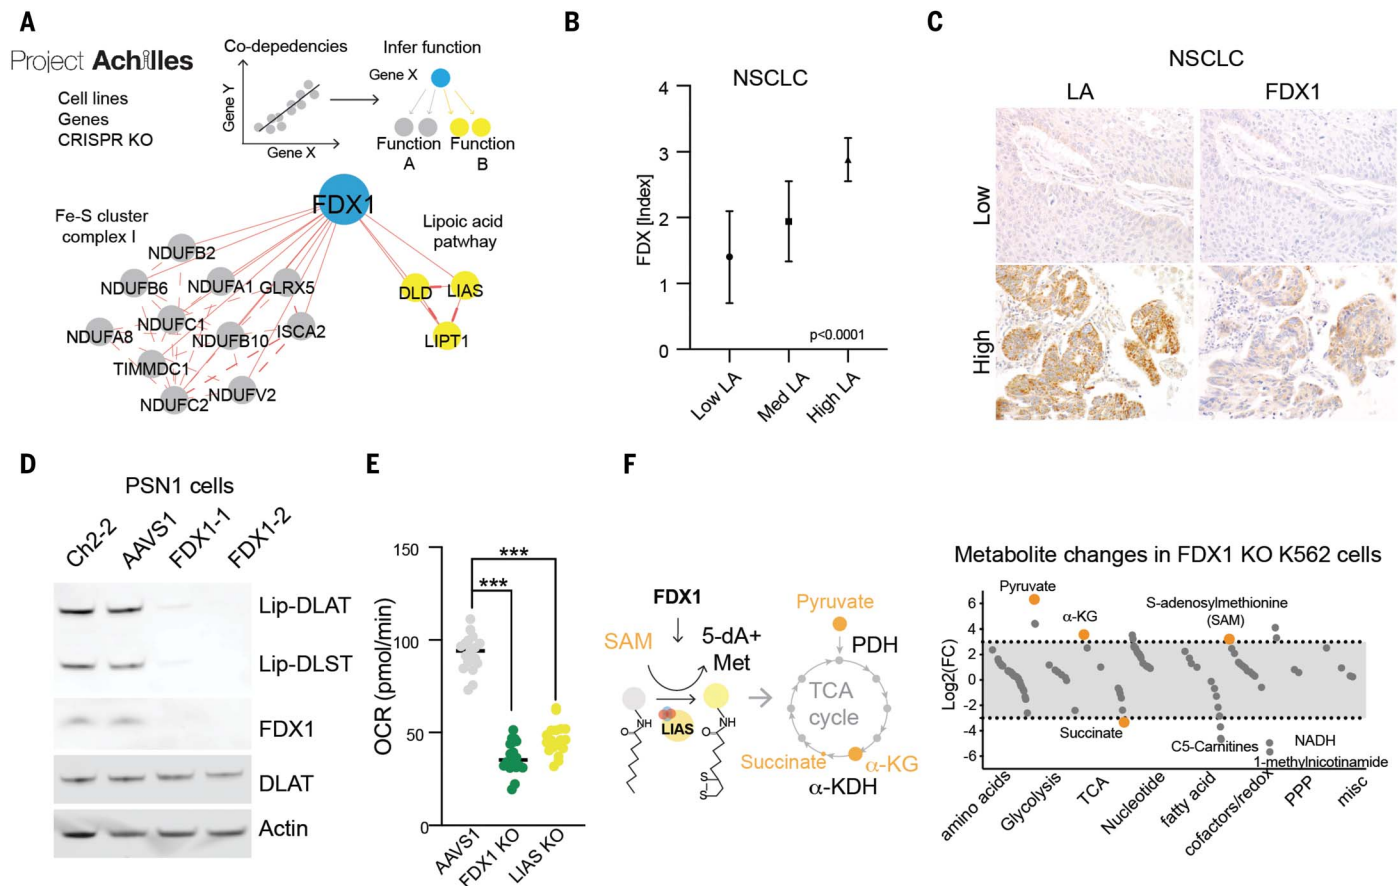 A
Project Achilles
Cell lines
Genes
CRISPR KO
Co-depedencies
Gene Y
Gene X
Infer function
Gene X
Function
A
Function
B
FDX1
Fe-S cluster
complex I
NDUFB2
NDUFB6
NDUFA1
GLRX5
NDUFC1
NDUFA8
NDUFB10
ISCA2
TIMMDC1
NDUFC2
NDUFV2
Lipoic acid
patwhay
DLD
LIAS
LIPT1
B
NSCLC
FDX [Index]
4
3
2
1
0
p<0.0001
Low LA
Med LA
High LA
C
NSCLC
LA
FDX1
Low
High
D
PSN1 cells
Ch2-2
AAVS1
FDX1-1
FDX1-2
Lip-DLAT
Lip-DLST
FDX1
DLAT
Actin
E
OCR (pmol/min)
150
100
50
0
***
***
AAVS1
FDX1 KO
LIAS KO
F
FDX1
SAM
5-dA+
Met
LIAS
NH
O
NH
O
S
S
Pyruvate
PDH
TCA
cycle
Succinate
α-KG
α-KDH
Metabolite changes in FDX1 KO K562 cells
Log2(FC)
6
4
2
0
-2
-4
-6
Pyruvate
α-KG
S-adenosylmethionine
(SAM)
Succinate
C5-Carnitines
NADH
1-methylnicotinamide
amino acids
Glycolysis
TCA
Nucleotide
fatty acid
cofactors/redox
PPP
misc